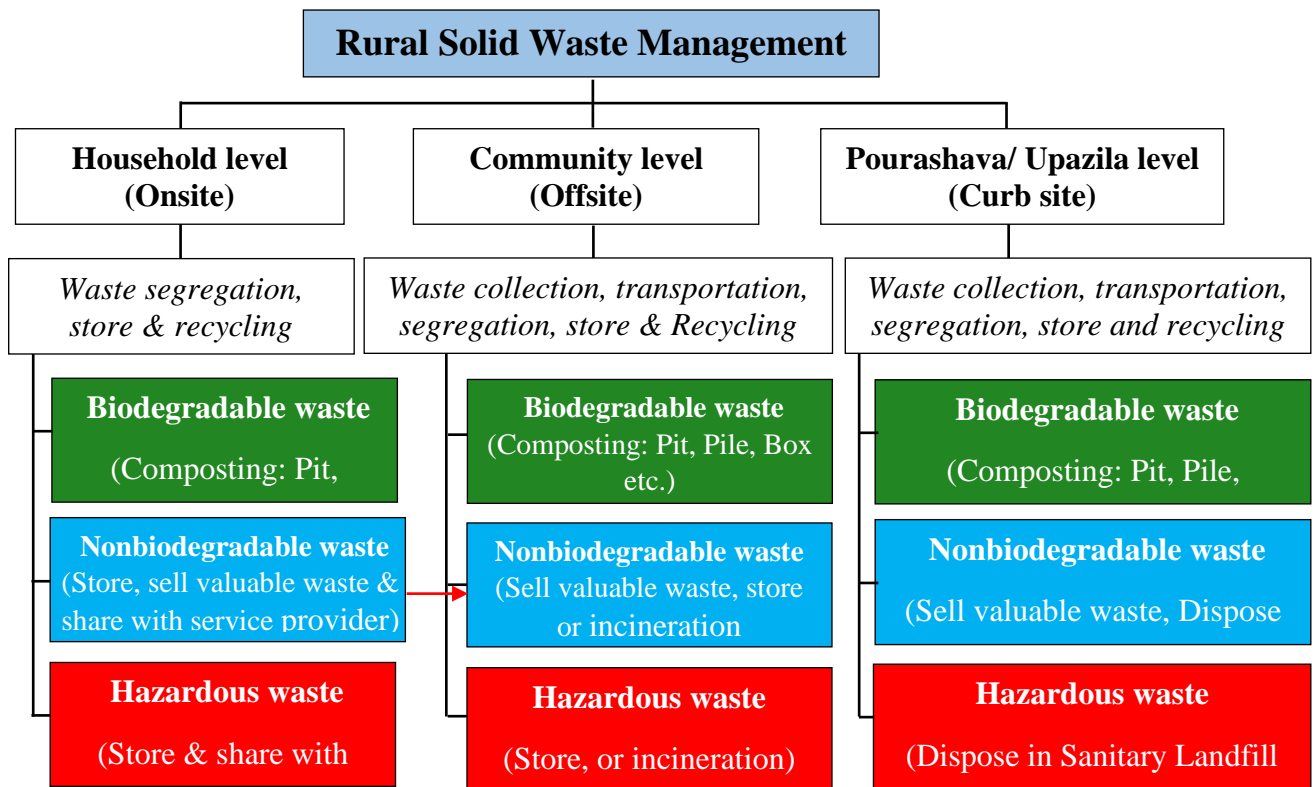 Rural Solid Waste Management
Household level
(Onsite)
Community level
(Offsite)
Pourashava/ Upazila level
(Curb site)
Waste segregation,
store & recycling
Waste collection, transportation,
segregation, store & Recycling
Waste collection, transportation,
segregation, store and recycling
Biodegradable waste
(Composting: Pit,
Nonbiodegradable waste
(Store, sell valuable waste &
share with service provider)
Hazardous waste
(Store & share with
Biodegradable waste
(Composting: Pit, Pile, Box
etc.)
Nonbiodegradable waste
(Sell valuable waste, store
or incineration
Hazardous waste
(Store, or incineration)
Biodegradable waste
(Composting: Pit, Pile,
Nonbiodegradable waste
(Sell valuable waste, Dispose
Hazardous waste
(Dispose in Sanitary Landfill